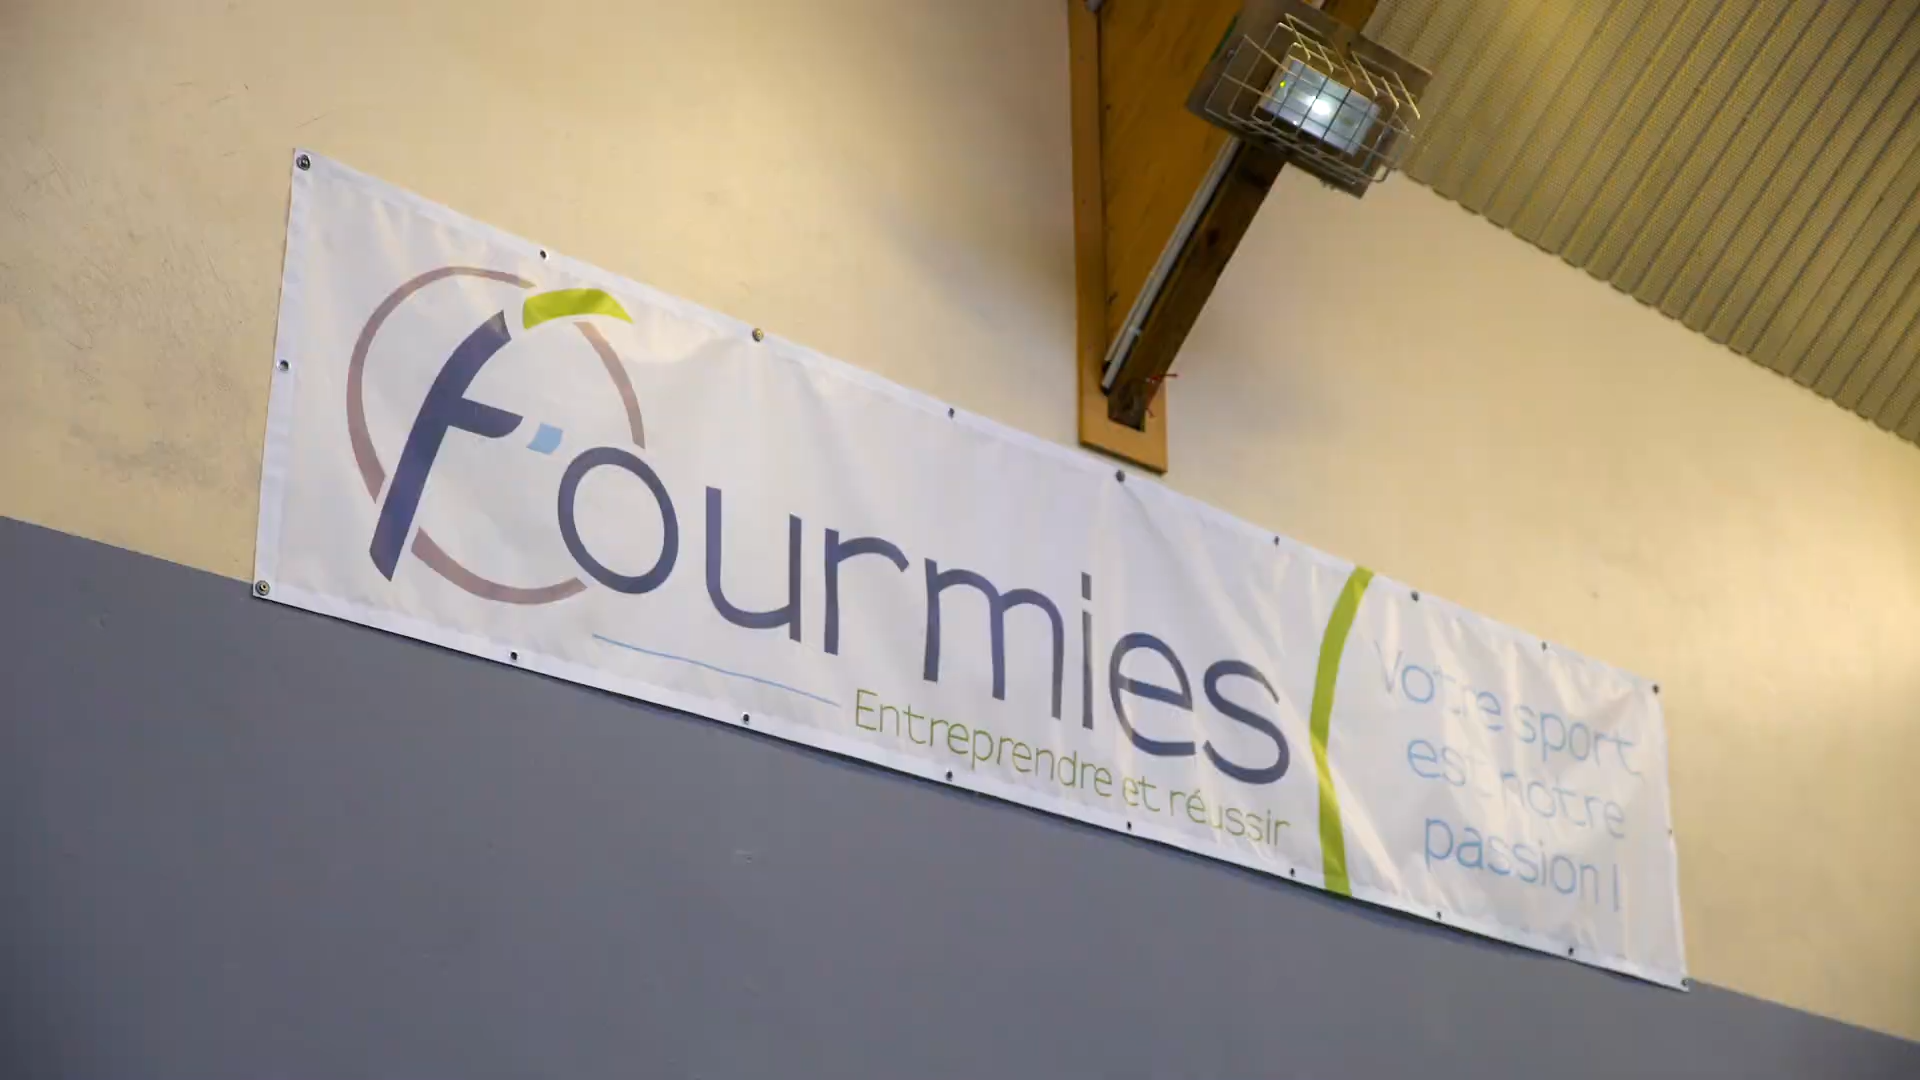 Fourmies
Entreprendre et réussir
Votre sport
est notre
passion !